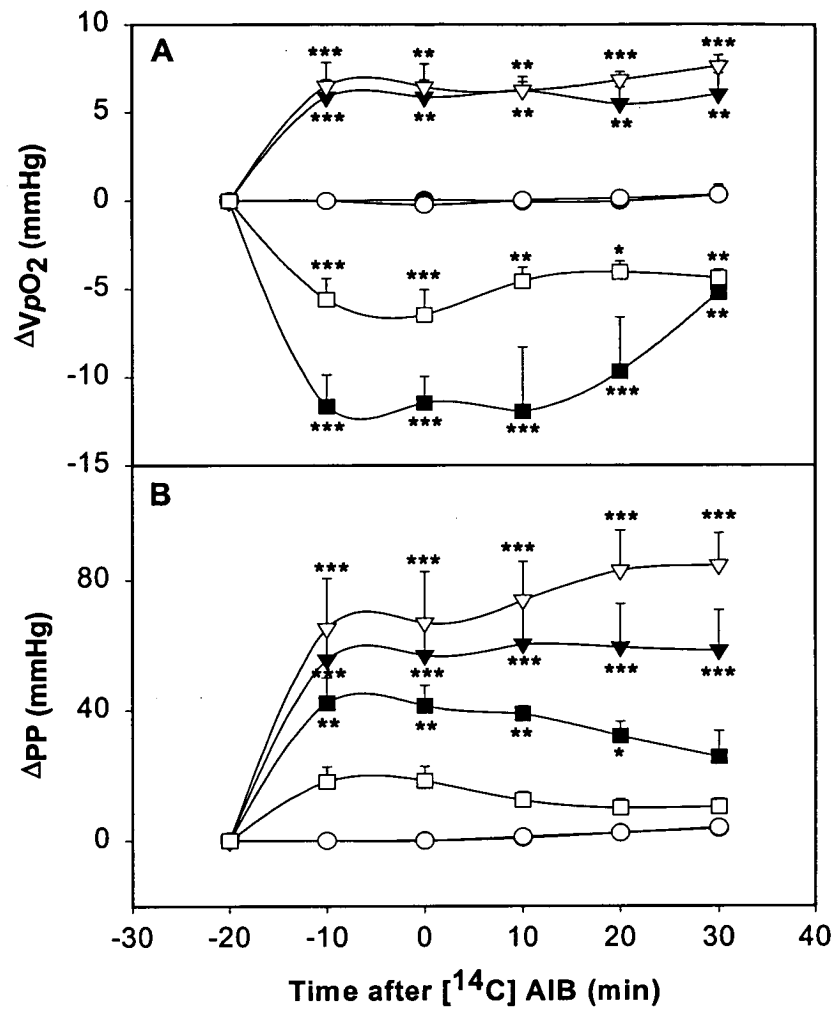 A
10
5
0
-5
-10
-15
ΔVpO2 (mmHg)
*** ** ** *** ***
*** ** ** ** **
*** *** ** * **
*** *** *** *** **
B
80
40
0
ΔPP (mmHg)
*** *** *** *** ***
*** *** *** *** ***
** ** ** *
-30 -20 -10 0 10 20 30 40
Time after [14C] AIB (min)